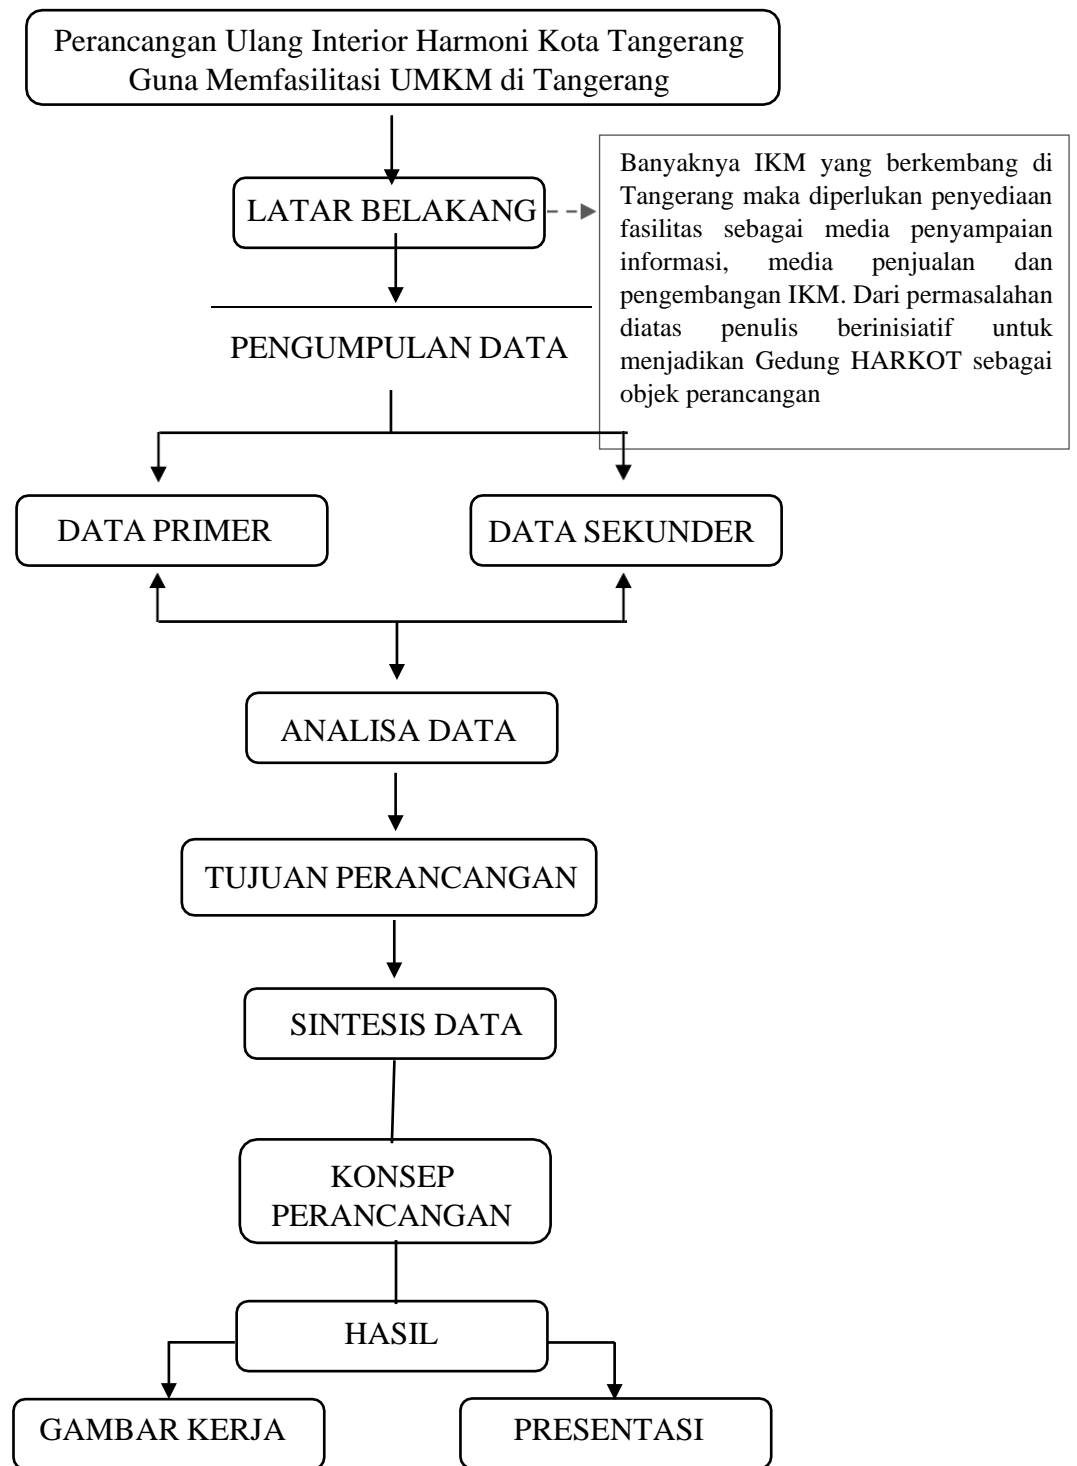 Perancangan Ulang Interior Harmoni Kota Tangerang
Guna Memfasilitasi UMKM di Tangerang
LATAR BELAKANG
Banyaknya IKM yang berkembang di
Tangerang maka diperlukan penyediaan
fasilitas sebagai media penyampaian
informasi, media penjualan dan
pengembangan IKM. Dari permasalahan
diatas penulis berinisiatif untuk
menjadikan Gedung HARKOT sebagai
objek perancangan
PENGUMPULAN DATA
DATA PRIMER
DATA SEKUNDER
ANALISA DATA
TUJUAN PERANCANGAN
SINTESIS DATA
KONSEP
PERANCANGAN
HASIL
GAMBAR KERJA
PRESENTASI